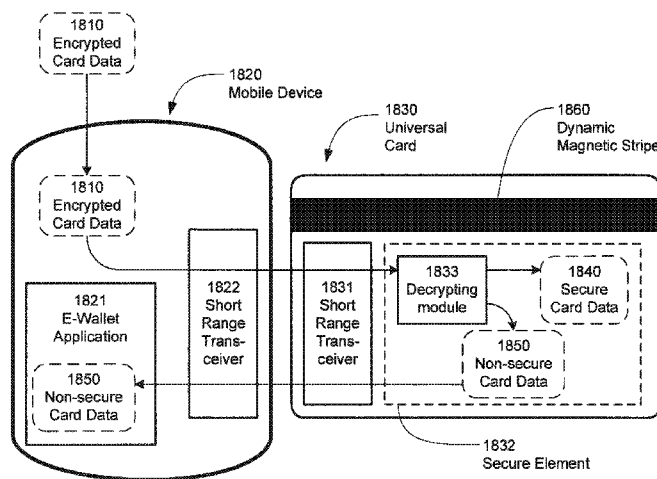 1810
Encrypted
Card Data
1820
Mobile Device
1830
Universal
Card
1860
Dynamic
Magnetic Stripe
1810
Encrypted
Card Data
1821
E-Wallet
Application
1850
Non-secure
Card Data
1822
Short
Range
Trans-
ceiver
1831
Short
Range
Trans-
ceiver
1833
Decrypting
module
1840
Secure
Card Data
1850
Non-secure
Card Data
1832
Secure Element